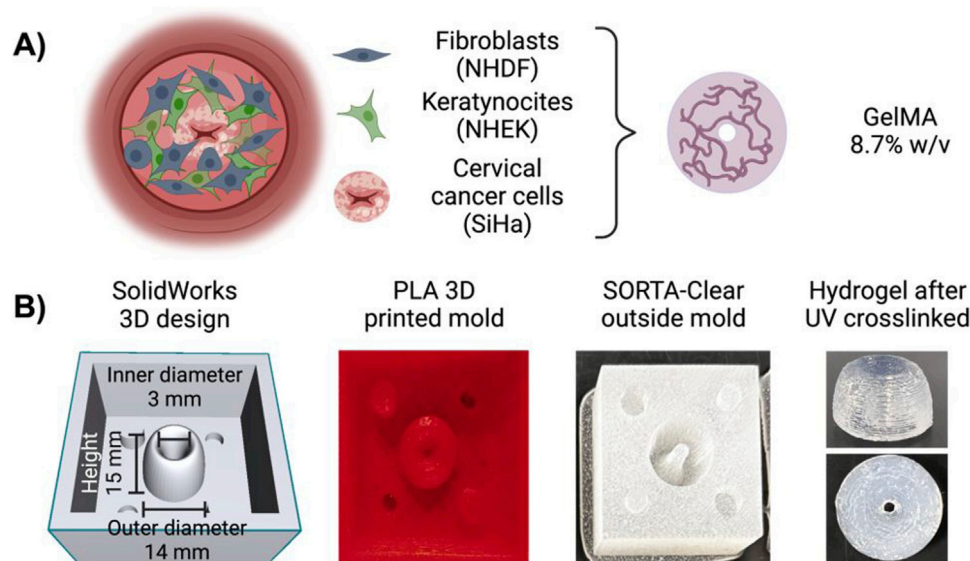 A)
Fibroblasts
(NHDF)
Keratynocites
(NHEK)
Cervical
cancer cells
(SiHa)
GelMA
8.7% w/v
B)
SolidWorks
3D design
PLA 3D
printed mold
SORTA-Clear
outside mold
Hydrogel after
UV crosslinked
Inner diameter
3 mm
Height
15 mm
Outer diameter
14 mm